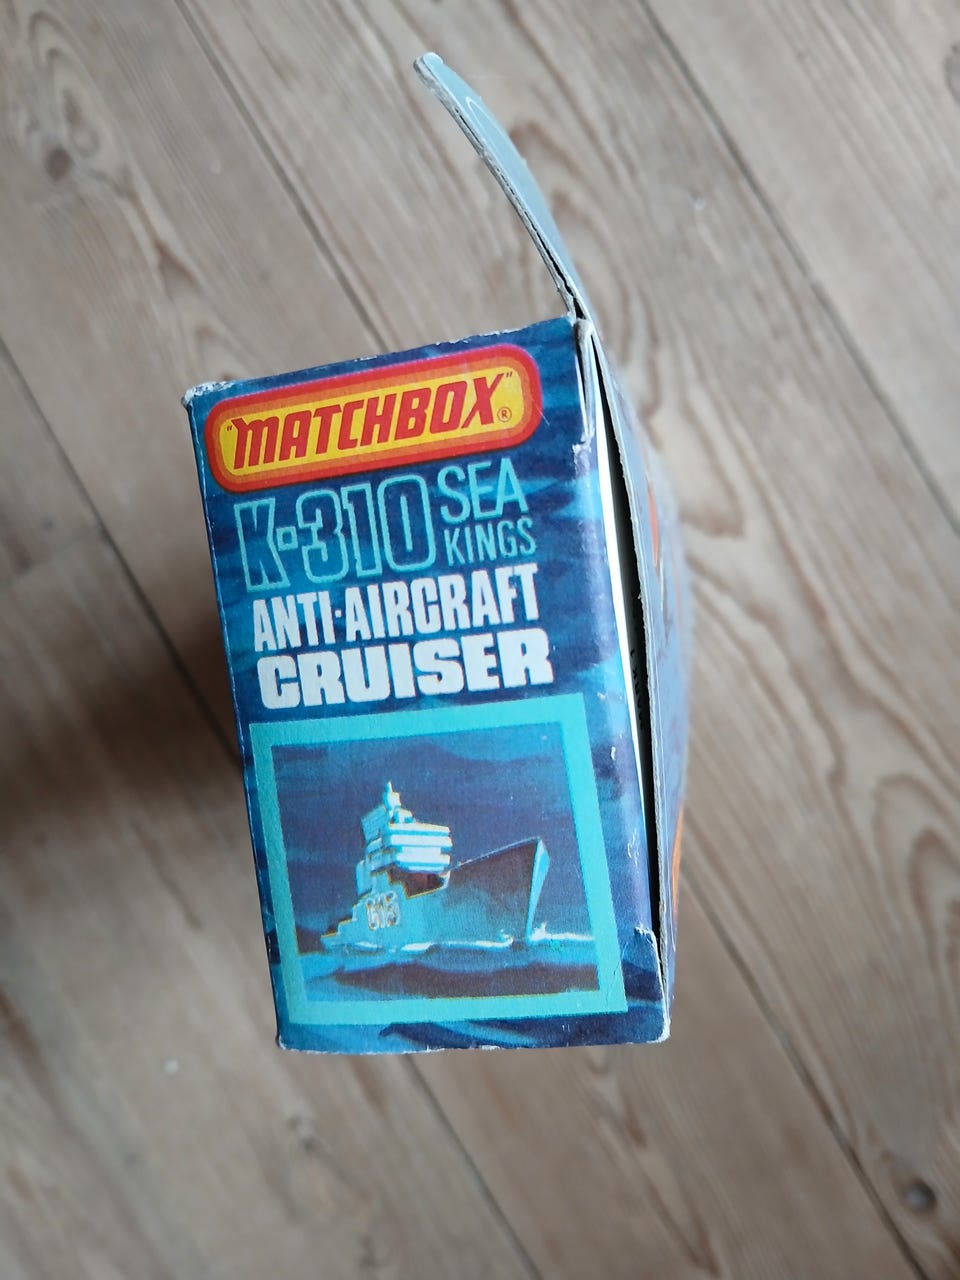 "MATCHBOX"®
K-310 SEA KINGS
ANTI-AIRCRAFT
CRUISER